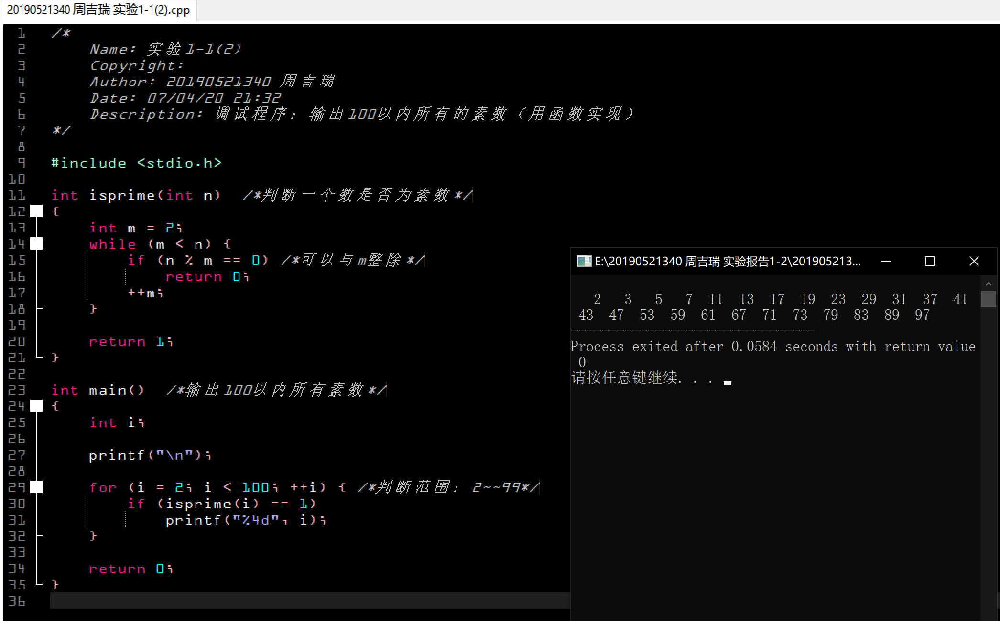 20190521340 周吉瑞 实验1-1(2).cpp
1 /*
2 Name: 实验1-1(2)
3 Copyright:
4 Author: 20190521340 周吉瑞
5 Date: 07/04/20 21:32
6 Description: 调试程序：输出100以内所有的素数（用函数实现）
7 */
8
9 #include <stdio.h>
10
11 int isprime(int n) /*判断一个数是否为素数*/
12 {
13 int m = 2;
14 while (m < n) {
15 if (n % m == 0) /*可以与m整除*/
16 return 0;
17 ++m;
18 }
19
20 return 1;
21 }
22
23 int main() /*输出100以内所有素数*/
24 {
25 int i;
26
27 printf("\n");
28
29 for (i = 2; i < 100; ++i) { /*判断范围：2~~99*/
30 if (isprime(i) == 1)
31 printf("%4d", i);
32 }
33
34 return 0;
35 }
36
E:\20190521340 周吉瑞 实验报告1-2\201905213...
2 3 5 7 11 13 17 19 23 29 31 37 41
43 47 53 59 61 67 71 73 79 83 89 97
--------------------------------
Process exited after 0.0584 seconds with return value
0
请按任意键继续. . .